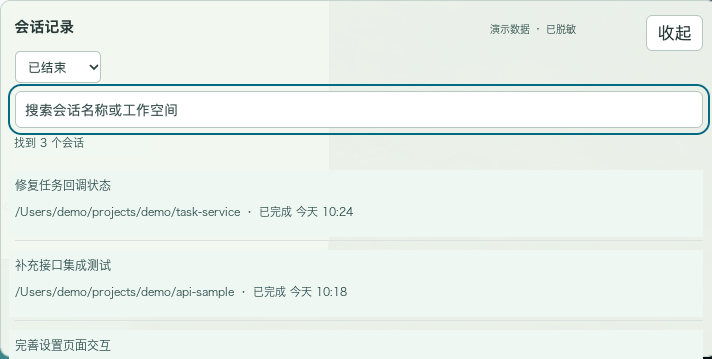 会话记录
演示数据 · 已脱敏
收起
已结束
搜索会话名称或工作空间
找到 3 个会话
修复任务回调状态
/Users/demo/projects/demo/task-service · 已完成 今天 10:24
补充接口集成测试
/Users/demo/projects/demo/api-sample · 已完成 今天 10:18
完善设置页面交互